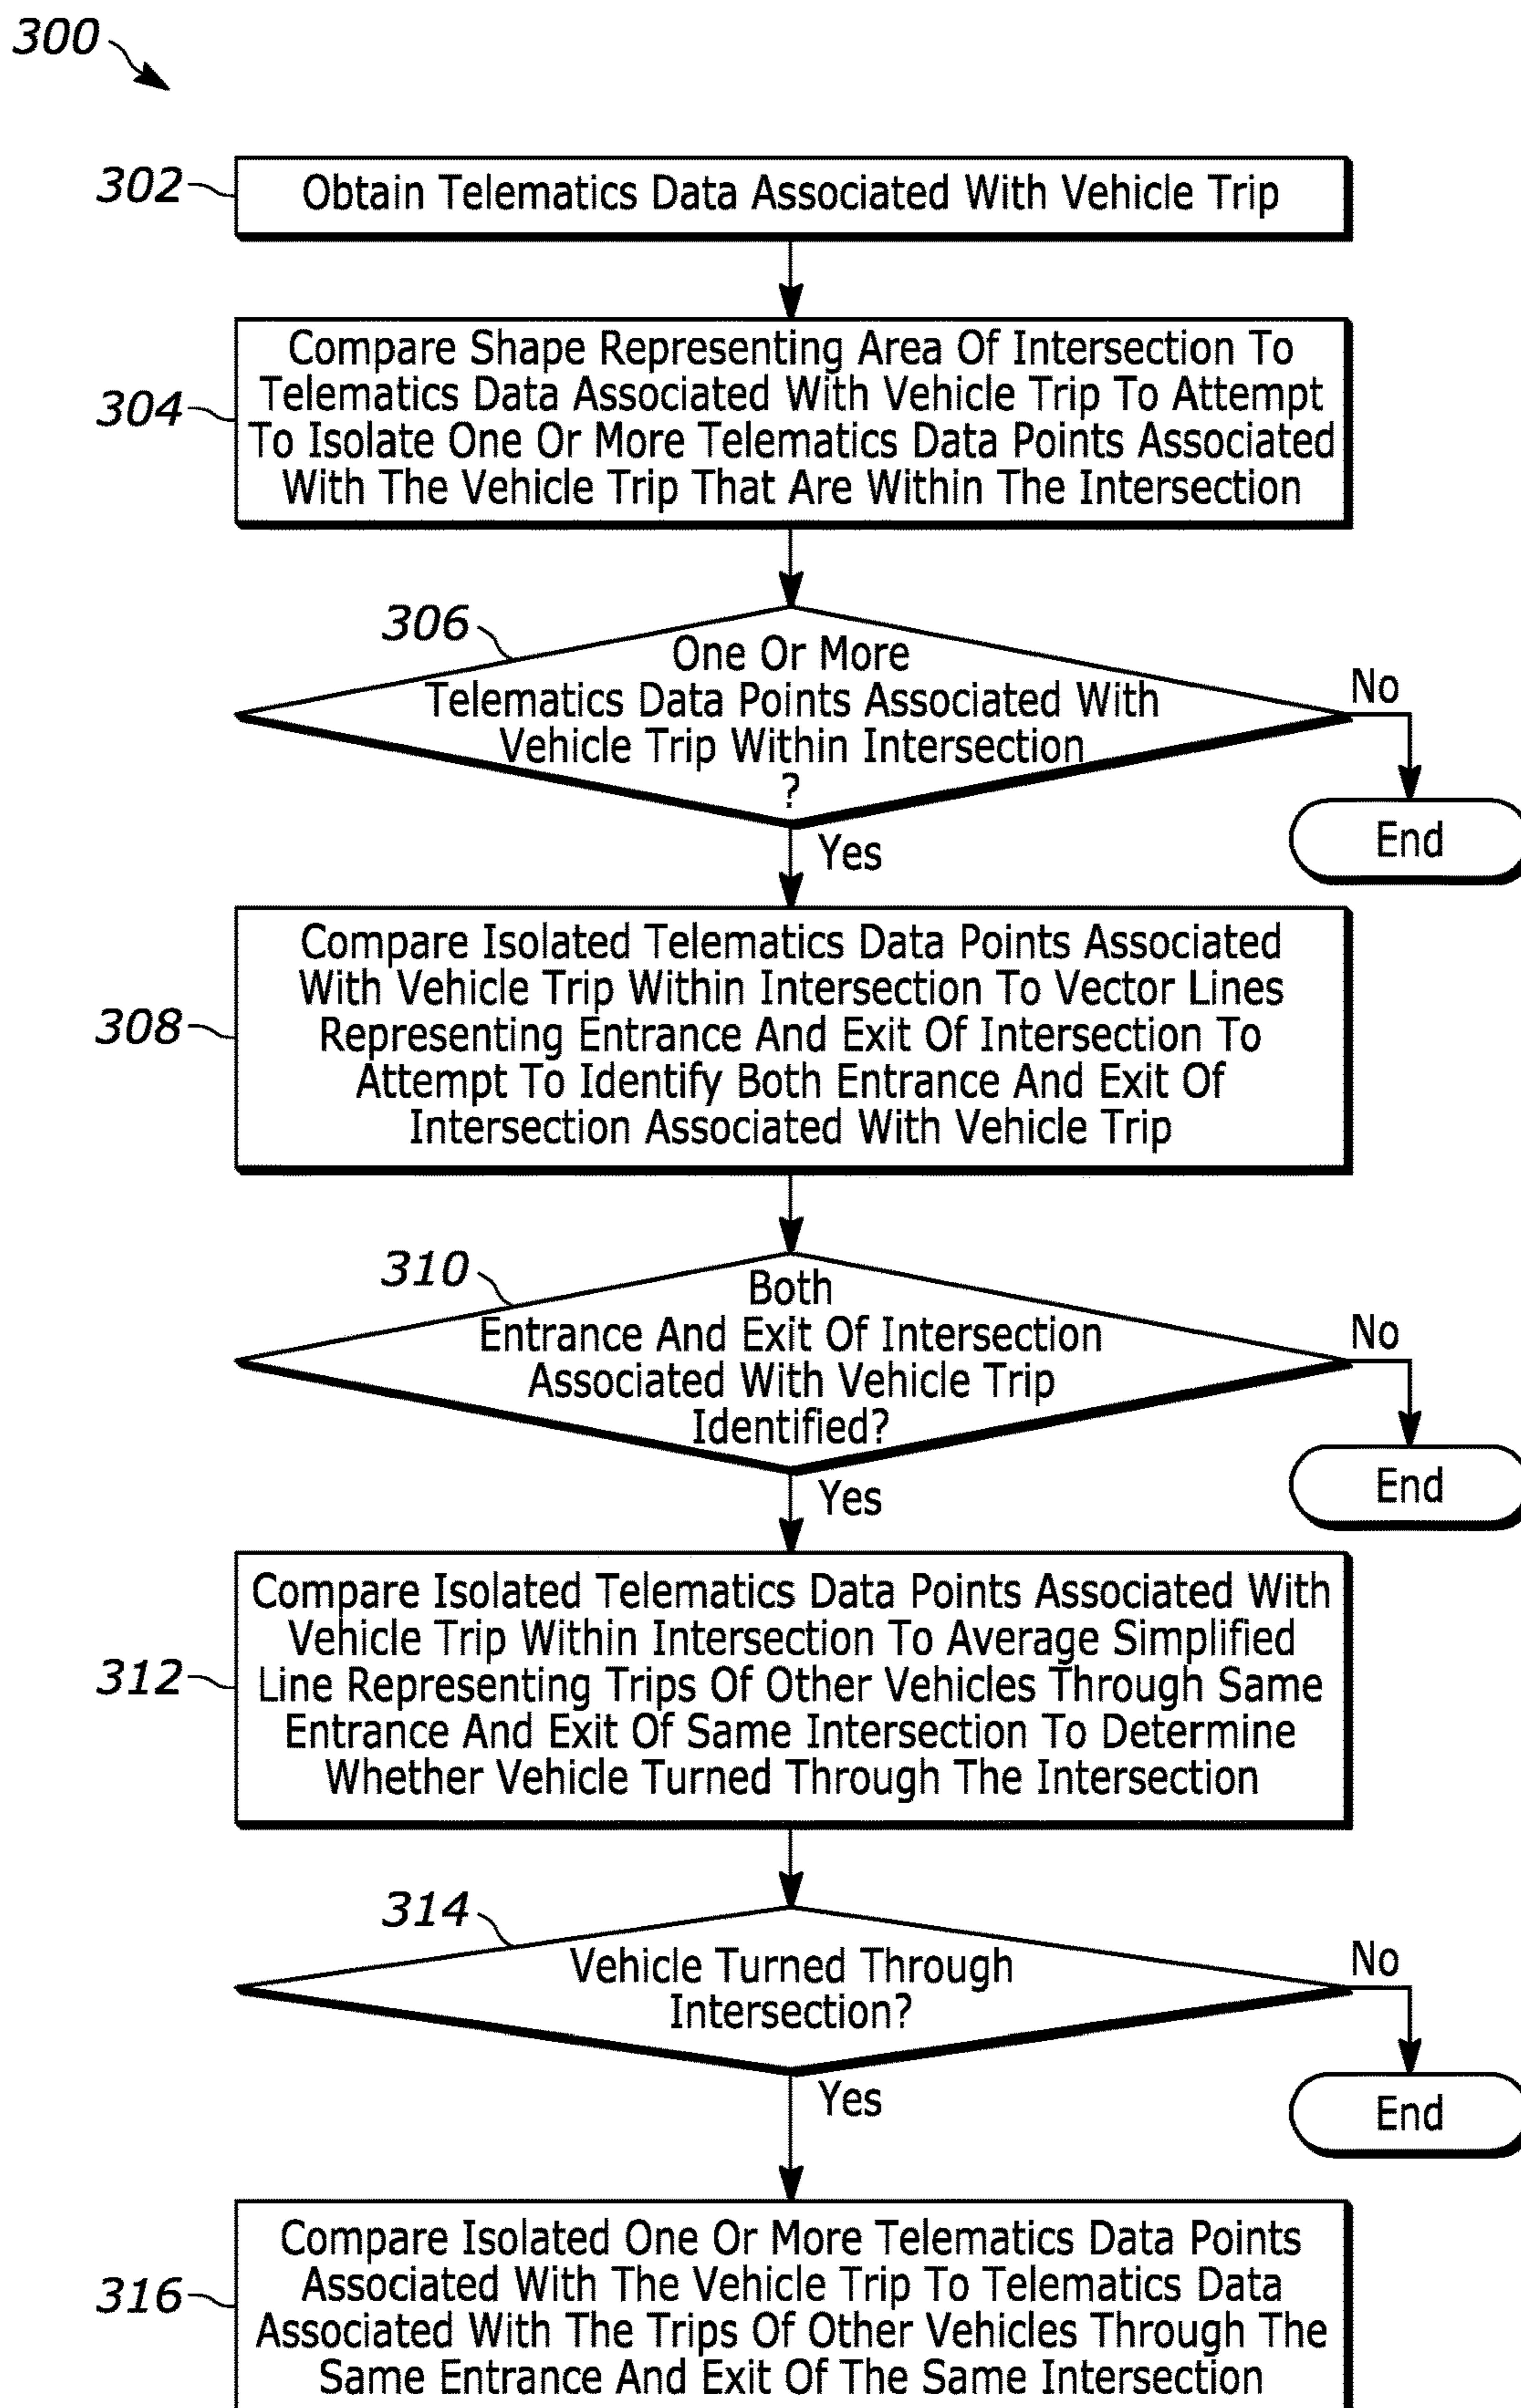 300
302
Obtain Telematics Data Associated With Vehicle Trip
304
Compare Shape Representing Area Of Intersection To
Telematics Data Associated With Vehicle Trip To Attempt
To Isolate One Or More Telematics Data Points Associated
With The Vehicle Trip That Are Within The Intersection
306
One Or More
Telematics Data Points Associated With
Vehicle Trip Within Intersection
?
No
End
Yes
308
Compare Isolated Telematics Data Points Associated
With Vehicle Trip Within Intersection To Vector Lines
Representing Entrance And Exit Of Intersection To
Attempt To Identify Both Entrance And Exit Of
Intersection Associated With Vehicle Trip
310
Both
Entrance And Exit Of Intersection
Associated With Vehicle Trip
Identified?
No
End
Yes
312
Compare Isolated Telematics Data Points Associated With
Vehicle Trip Within Intersection To Average Simplified
Line Representing Trips Of Other Vehicles Through Same
Entrance And Exit Of Same Intersection To Determine
Whether Vehicle Turned Through The Intersection
314
Vehicle Turned Through
Intersection?
No
End
Yes
316
Compare Isolated One Or More Telematics Data Points
Associated With The Vehicle Trip To Telematics Data
Associated With The Trips Of Other Vehicles Through The
Same Entrance And Exit Of The Same Intersection